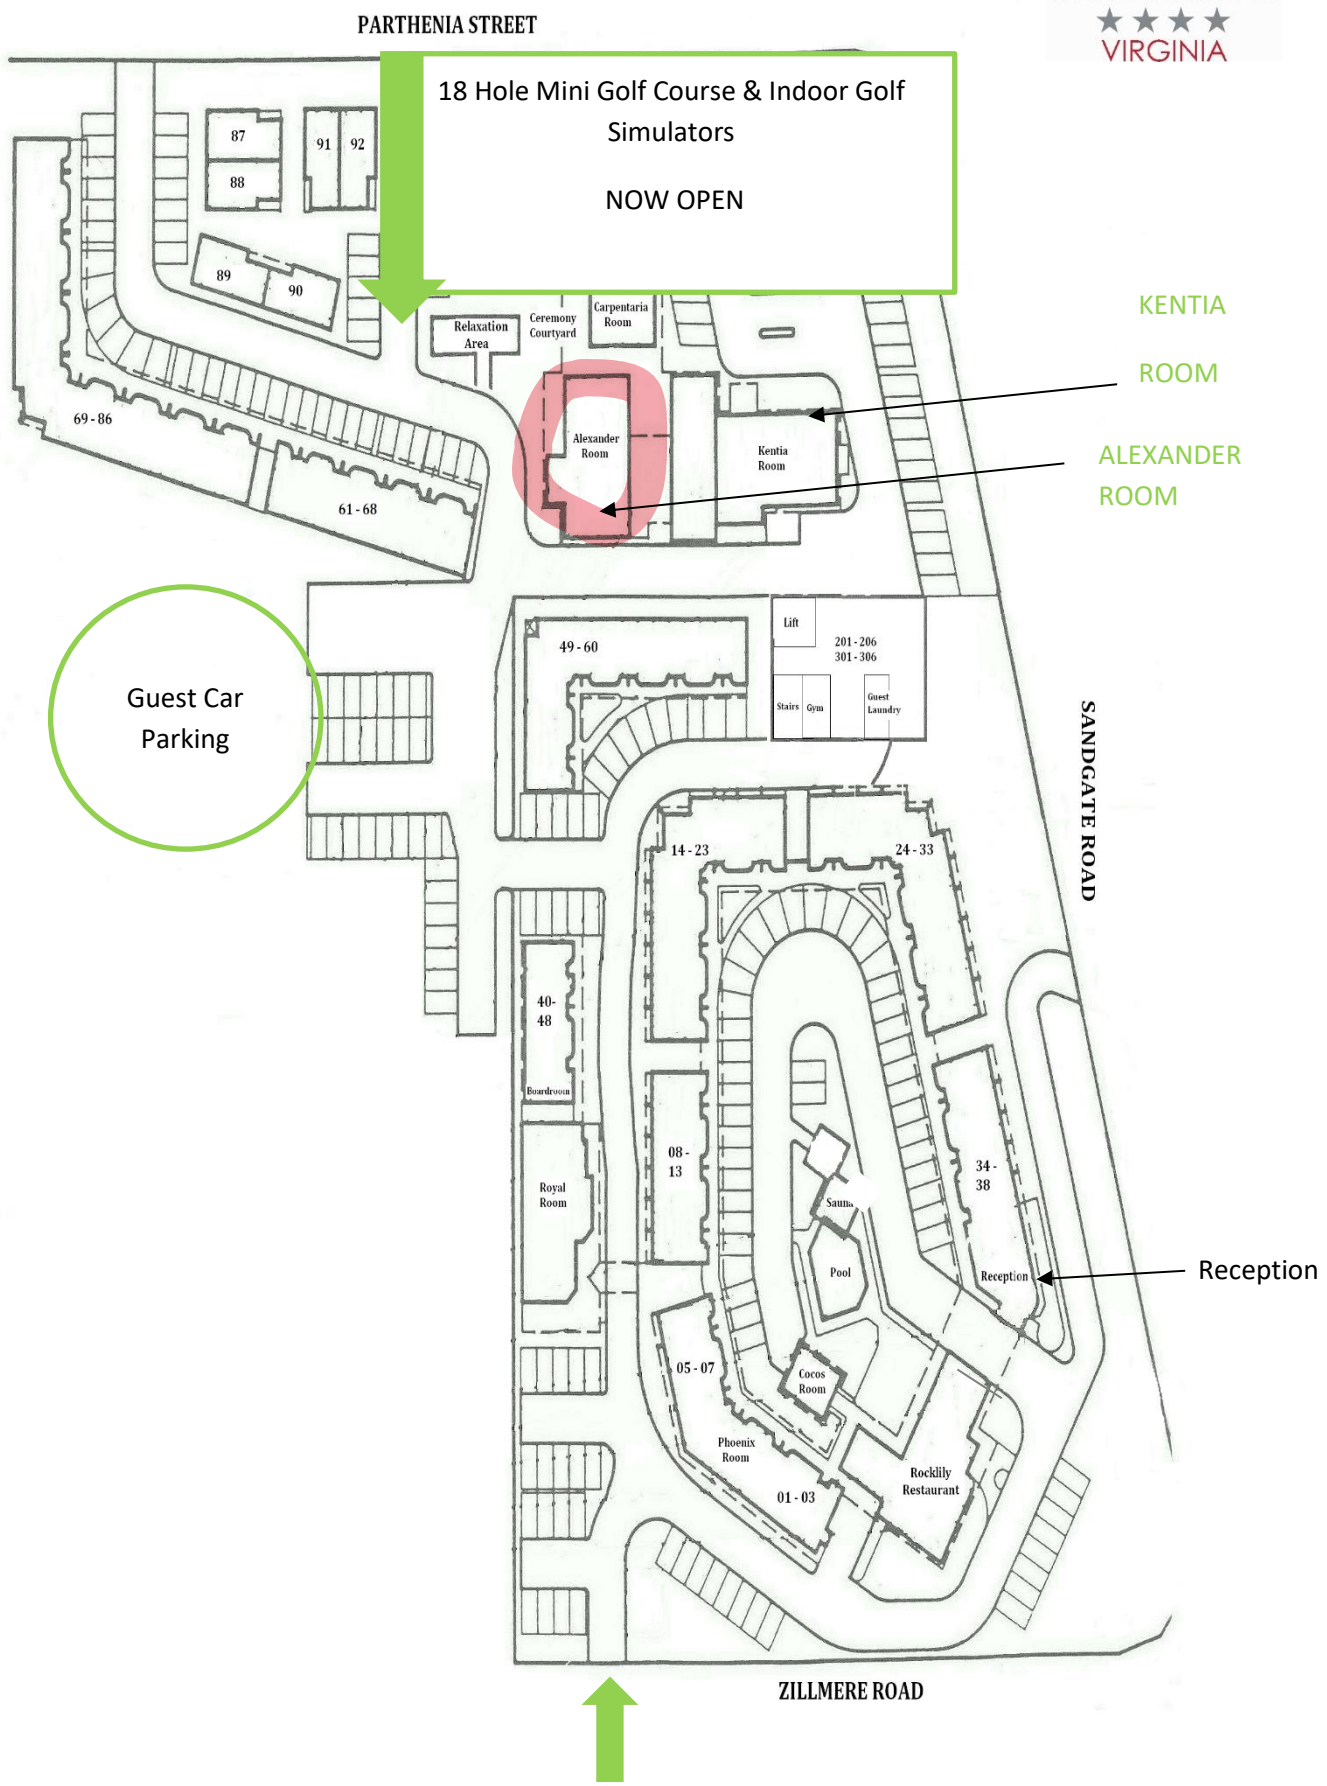 PARTHENIA STREET
VIRGINIA
18 Hole Mini Golf Course & Indoor Golf
Simulators
NOW OPEN
87
88
91
92
89
90
KENTIA
ROOM
Carpentaria
Room
Ceremony
Courtyard
Relaxation
Area
69 - 86
61 - 68
Alexander
Room
Kentia
Room
ALEXANDER
ROOM
Guest Car
Parking
49 - 60
Lift
201 - 206
301 - 306
Stairs
Gym
Guest
Laundry
SANDGATE ROAD
14 - 23
24 - 33
40-
48
Boardroom
08 -
13
34 -
38
Royal
Room
Sauna
Pool
Reception
Reception
05 - 07
Cocos
Room
Phoenix
Room
01 - 03
Rocklily
Restaurant
ZILLMERE ROAD